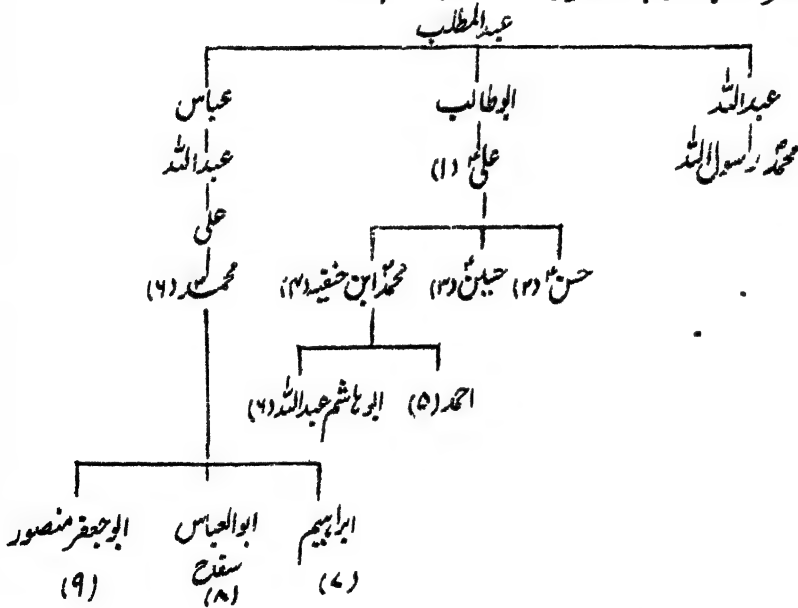 عبدالمطلب
عبداللہ ابوطالب عباس
محمدؐ رسول اللہ علیؑ (۱) عبداللہ
علی
حسنؑ (۲) حسینؑ (۳) محمدؒ ابن حنفیہ (۴) محمد (۶)
احمد (۵) ابوہاشم عبداللہ (۶)
ابراہیم ابوالعباس ابوجعفر منصور
سفاح
(۷) (۸) (۹)